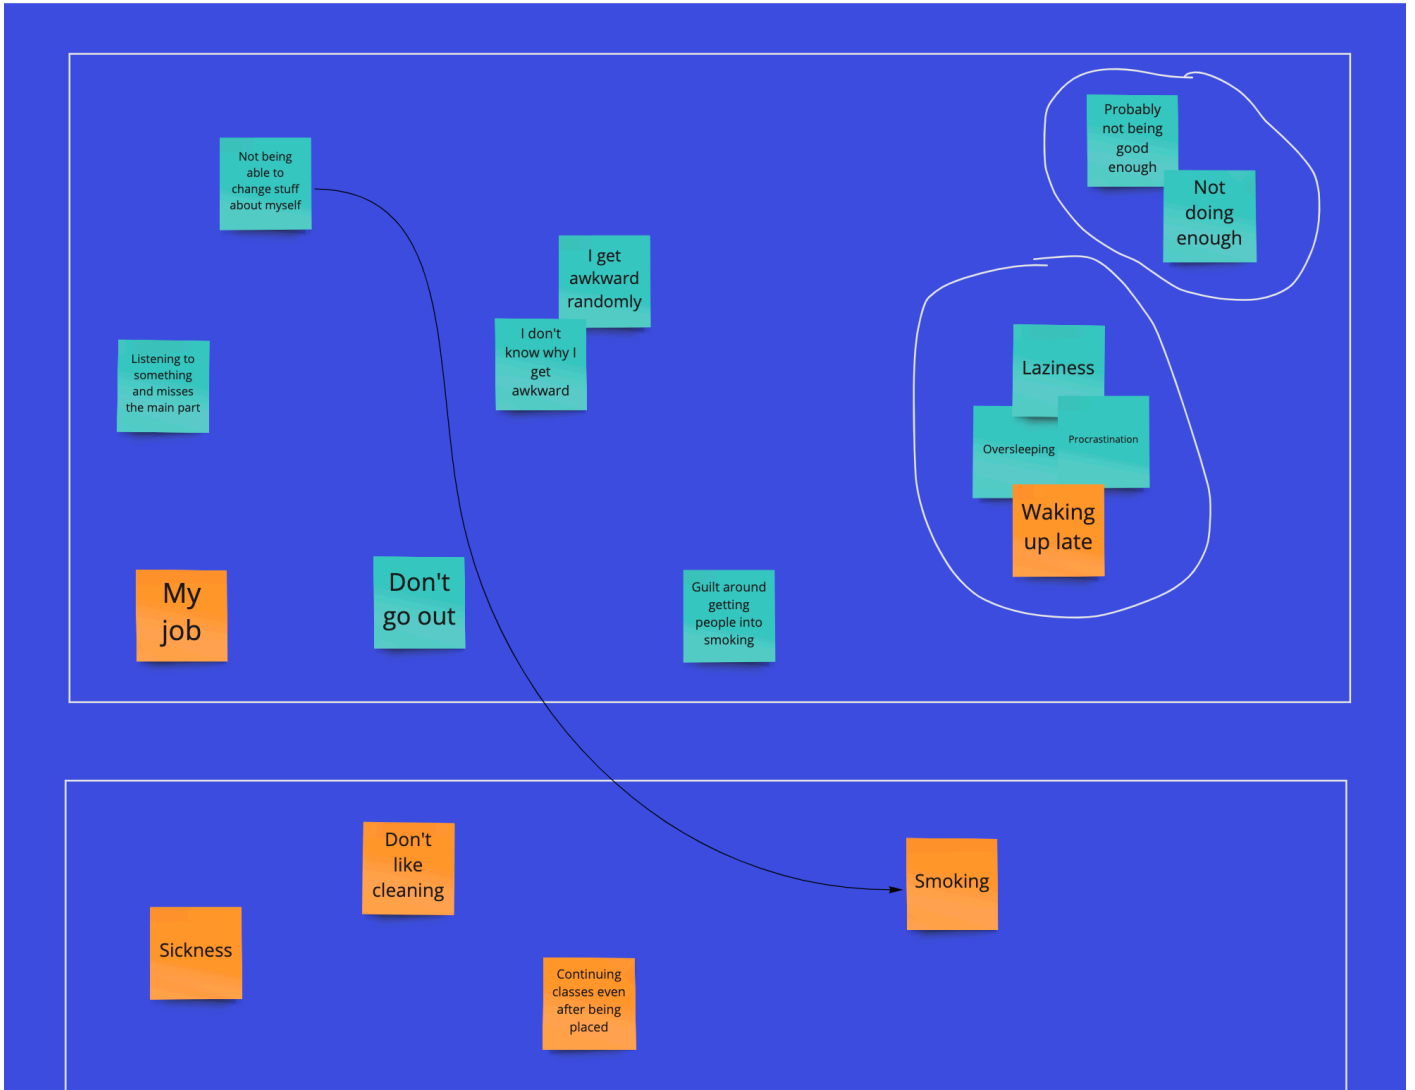 Probably
not being
good
enough
Not being
able to
change stuff
about myself
Not
doing
enough
I get
awkward
randomly
I don't
know why I
get
awkward
Listening to
something
and misses
the main part
Laziness
Oversleeping
Procrastination
Waking
up late
My
job
Don't
go out
Guilt around
getting
people into
smoking
Don't
like
cleaning
Smoking
Sickness
Continuing
classes even
after being
placed